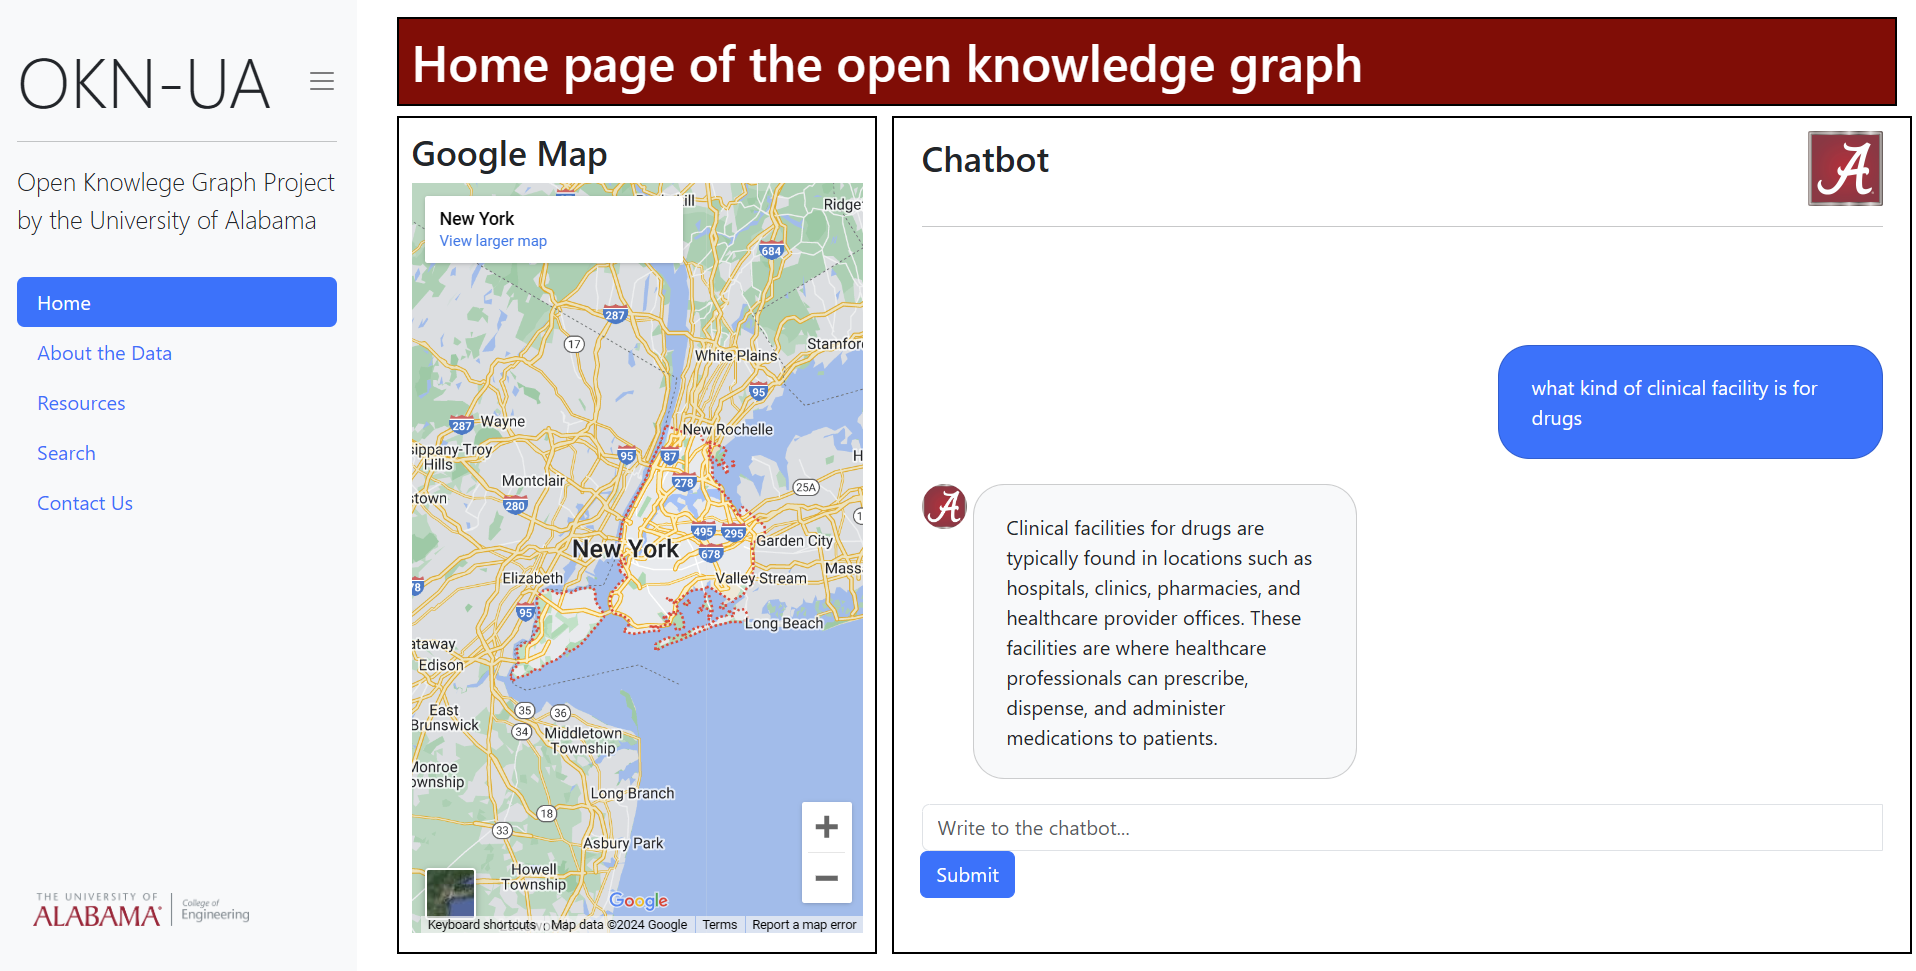 OKN-UA
Open Knowlege Graph Project
by the University of Alabama
Home
About the Data
Resources
Search
Contact Us
THE UNIVERSITY OF
ALABAMA
College of
Engineering
Home page of the open knowledge graph
Google Map
New York
View larger map
Ridge
684
287
17
White Plains
Stamfor
95
287
Wayne
New Rochelle
sippany-Troy
Hills
95
87
Montclair
278
25A
stown
280
495
295
Garden City
New York
678
Elizabeth
Valley Stream
Mass
78
95
Long Beach
ataway
Edison
East
Brunswick
35
36
34
Middletown
Township
Monroe
ownship
Long Branch
18
33
Asbury Park
Howell
Township
Google
Keyboard shortcuts
Map data ©2024 Google
Terms
Report a map error
Chatbot
A
what kind of clinical facility is for
drugs
A
Clinical facilities for drugs are
typically found in locations such as
hospitals, clinics, pharmacies, and
healthcare provider offices. These
facilities are where healthcare
professionals can prescribe,
dispense, and administer
medications to patients.
Write to the chatbot...
Submit